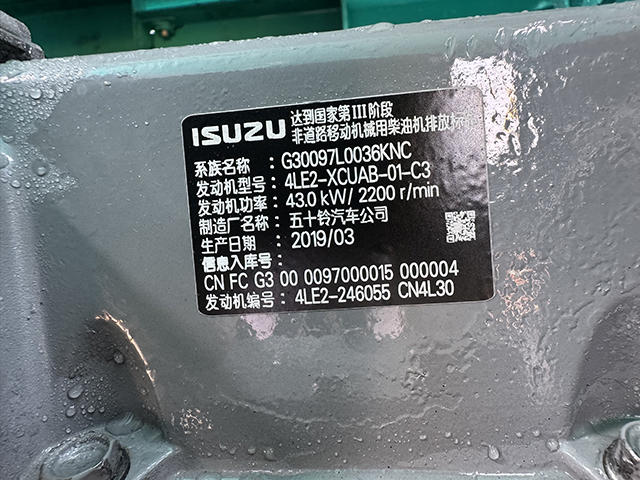 ISUZU 达到国家第III阶段
非道路移动机械用柴油机排放标准
系族名称: G30097L0036KNC
发动机型号: 4LE2-XCUAB-01-C3
发动机功率: 43.0 kW/ 2200 r/min
制造厂名称: 五十铃汽车公司
生产日期: 2019/03
信息入库号:
CN FC G3 00 0097000015 000004
发动机编号: 4LE2-246055 CN4L30